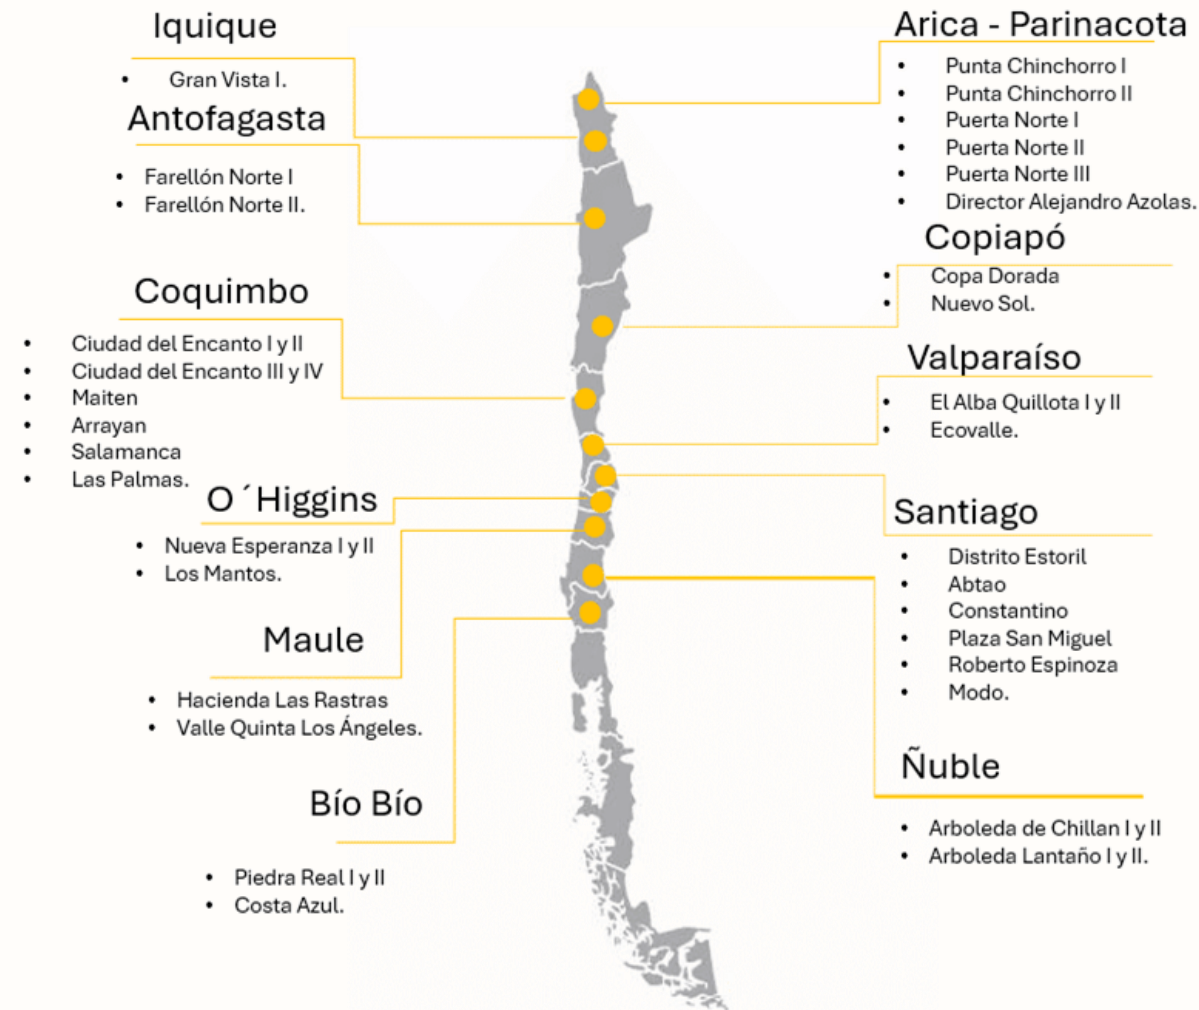 Iquique
• Gran Vista I.
Antofagasta
• Farellón Norte I
• Farellón Norte II.
Coquimbo
• Ciudad del Encanto I y II
• Ciudad del Encanto III y IV
• Maiten
• Arrayan
• Salamanca
• Las Palmas.
O ´Higgins
• Nueva Esperanza I y II
• Los Mantos.
Maule
• Hacienda Las Rastras
• Valle Quinta Los Ángeles.
Bío Bío
• Piedra Real I y II
• Costa Azul.
Arica - Parinacota
• Punta Chinchorro I
• Punta Chinchorro II
• Puerta Norte I
• Puerta Norte II
• Puerta Norte III
• Director Alejandro Azolas.
Copiapó
• Copa Dorada
• Nuevo Sol.
Valparaíso
• El Alba Quillota I y II
• Ecovalle.
Santiago
• Distrito Estoril
• Abtao
• Constantino
• Plaza San Miguel
• Roberto Espinoza
• Modo.
Ñuble
• Arboleda de Chillan I y II
• Arboleda Lantaño I y II.